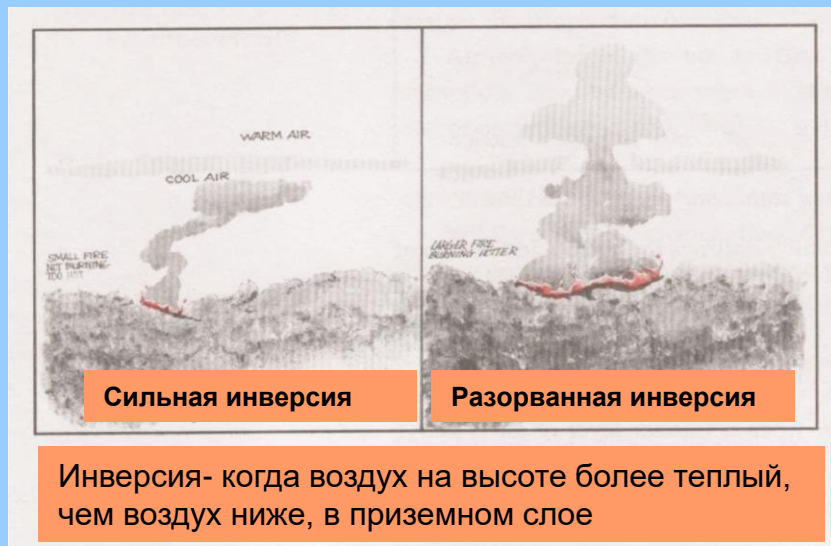 WARM AIR
COOL AIR
SMALL FIRE
NOT BURNING
TOO HOT
LARGER FIRE
BURNING HOTTER
Сильная инверсия
Разорванная инверсия
Инверсия- когда воздух на высоте более теплый,
чем воздух ниже, в приземном слое